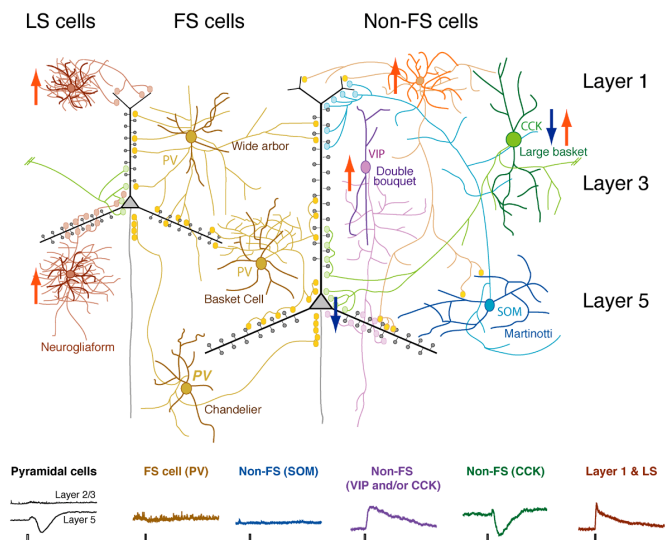 LS cells
FS cells
Non-FS cells
Layer 1
Wide arbor
PV
CCK
Large basket
VIP
Double
bouquet
Layer 3
PV
Basket Cell
Layer 5
SOM
Martinotti
Neurogliaform
PV
Chandelier
Pyramidal cells
Layer 2/3
Layer 5
FS cell (PV)
Non-FS (SOM)
Non-FS
(VIP and/or CCK)
Non-FS (CCK)
Layer 1 & LS